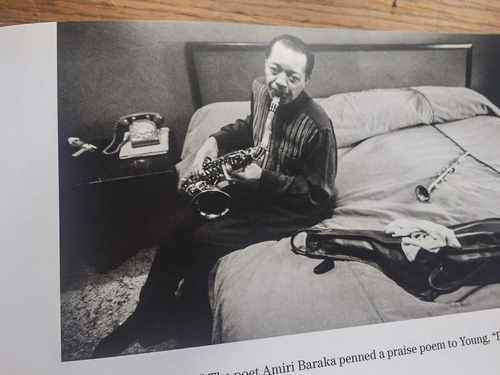 The poet Amiri Baraka penned a praise poem to Young, "